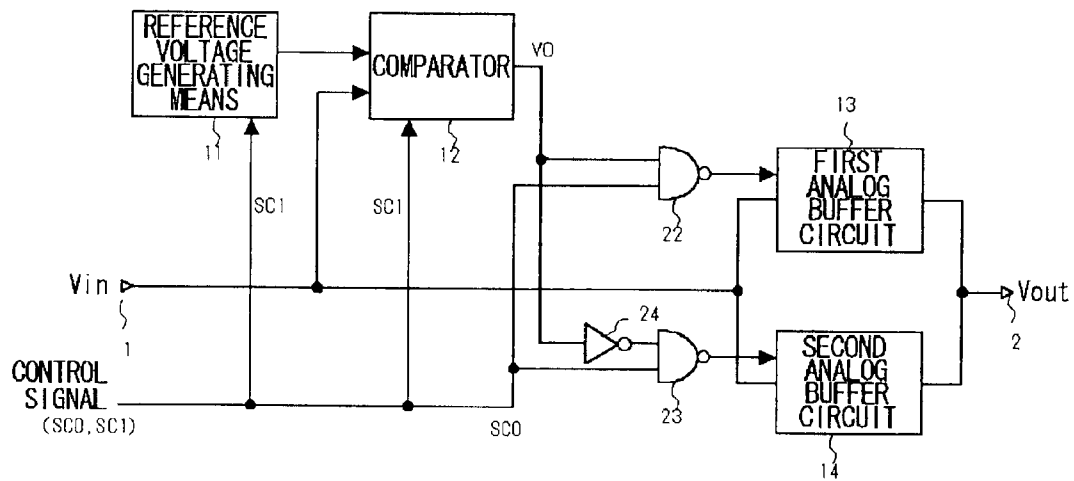 REFERENCE
VOLTAGE
GENERATING
MEANS
11
COMPARATOR
12
VO
SC1
SC1
22
13
FIRST
ANALOG
BUFFER
CIRCUIT
Vin
1
Vout
2
24
23
SECOND
ANALOG
BUFFER
CIRCUIT
14
CONTROL
SIGNAL
(SC0,SC1)
SC0